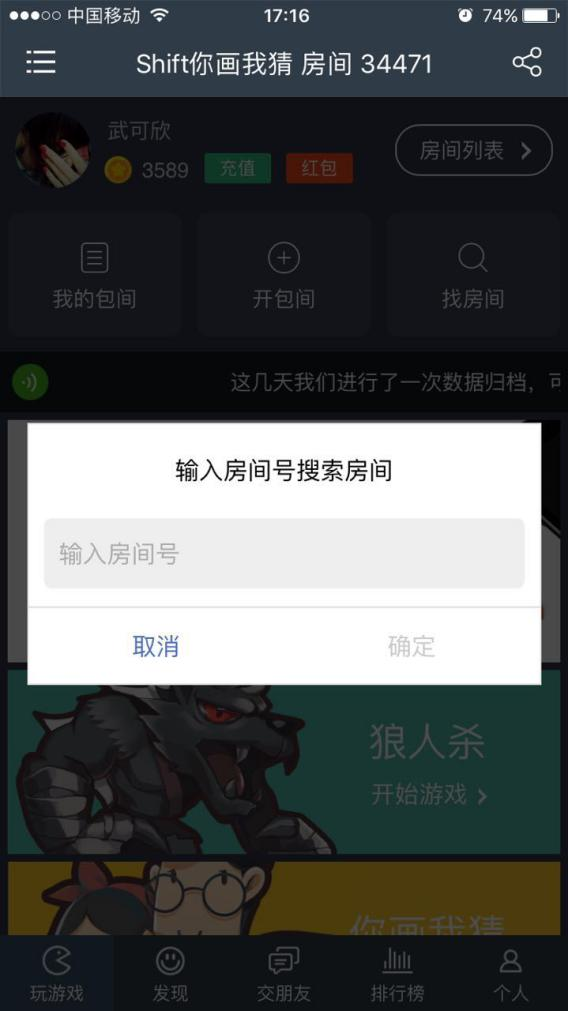 中国移动
17:16
74%
Shift你画我猜 房间 34471
武可欣
3589
充值
红包
房间列表
我的包间
开包间
找房间
这几天我们进行了一次数据归档，可
输入房间号搜索房间
输入房间号
取消
确定
狼人杀
开始游戏
你画我猜
玩游戏
发现
交朋友
排行榜
个人